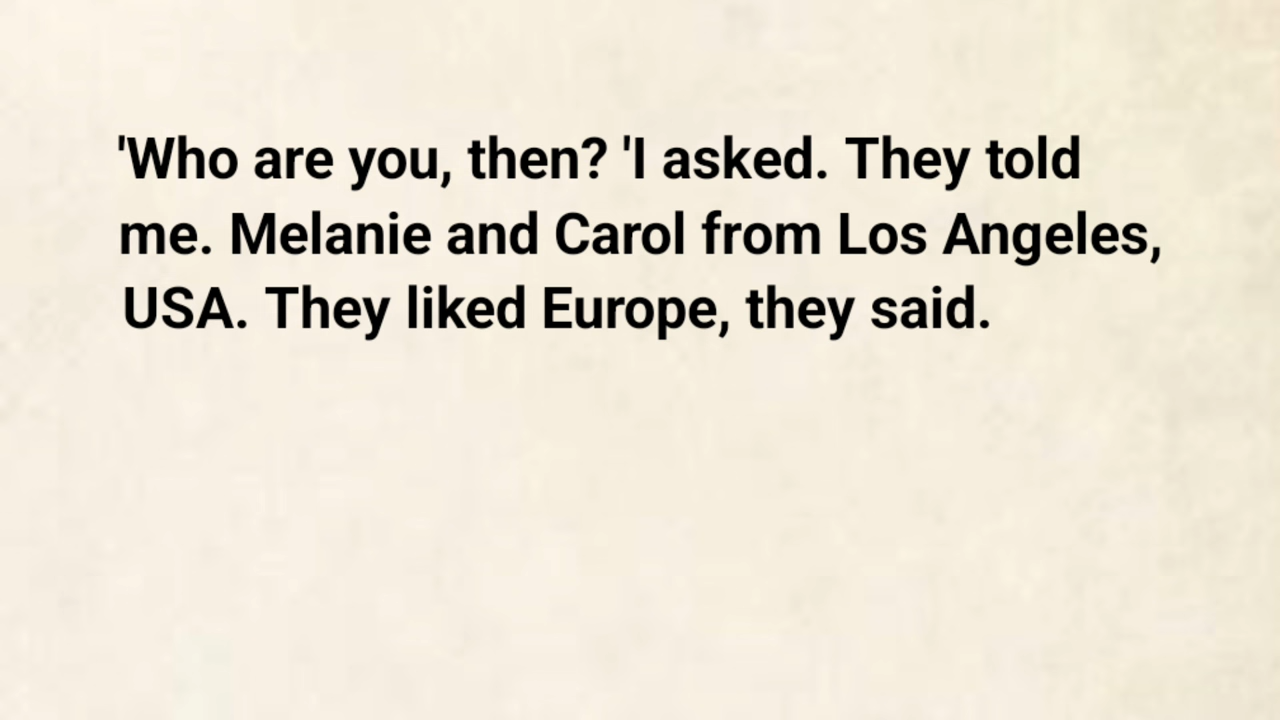 'Who are you, then? 'I asked. They told
me. Melanie and Carol from Los Angeles,
USA. They liked Europe, they said.